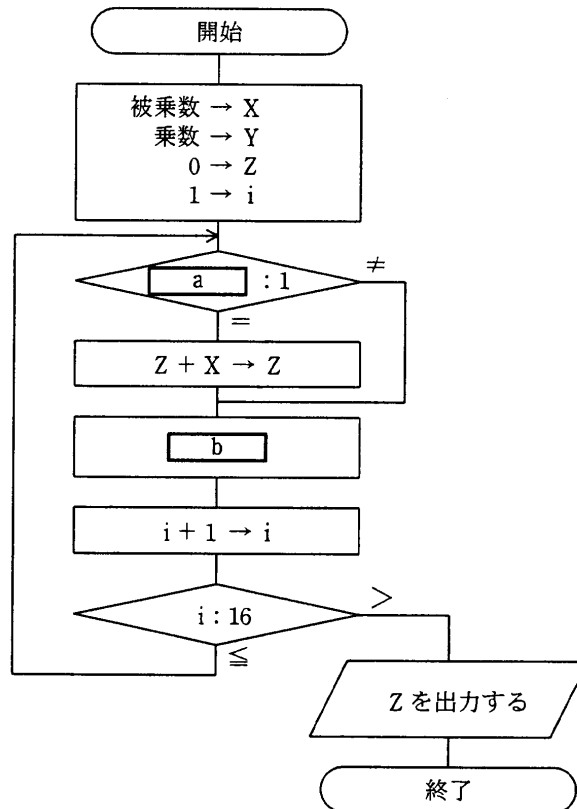 開始
被乗数 → X
乗数 → Y
0 → Z
1 → i
a : 1
≠
=
Z + X → Z
b
i + 1 → i
i : 16
>
≦
Z を出力する
終了